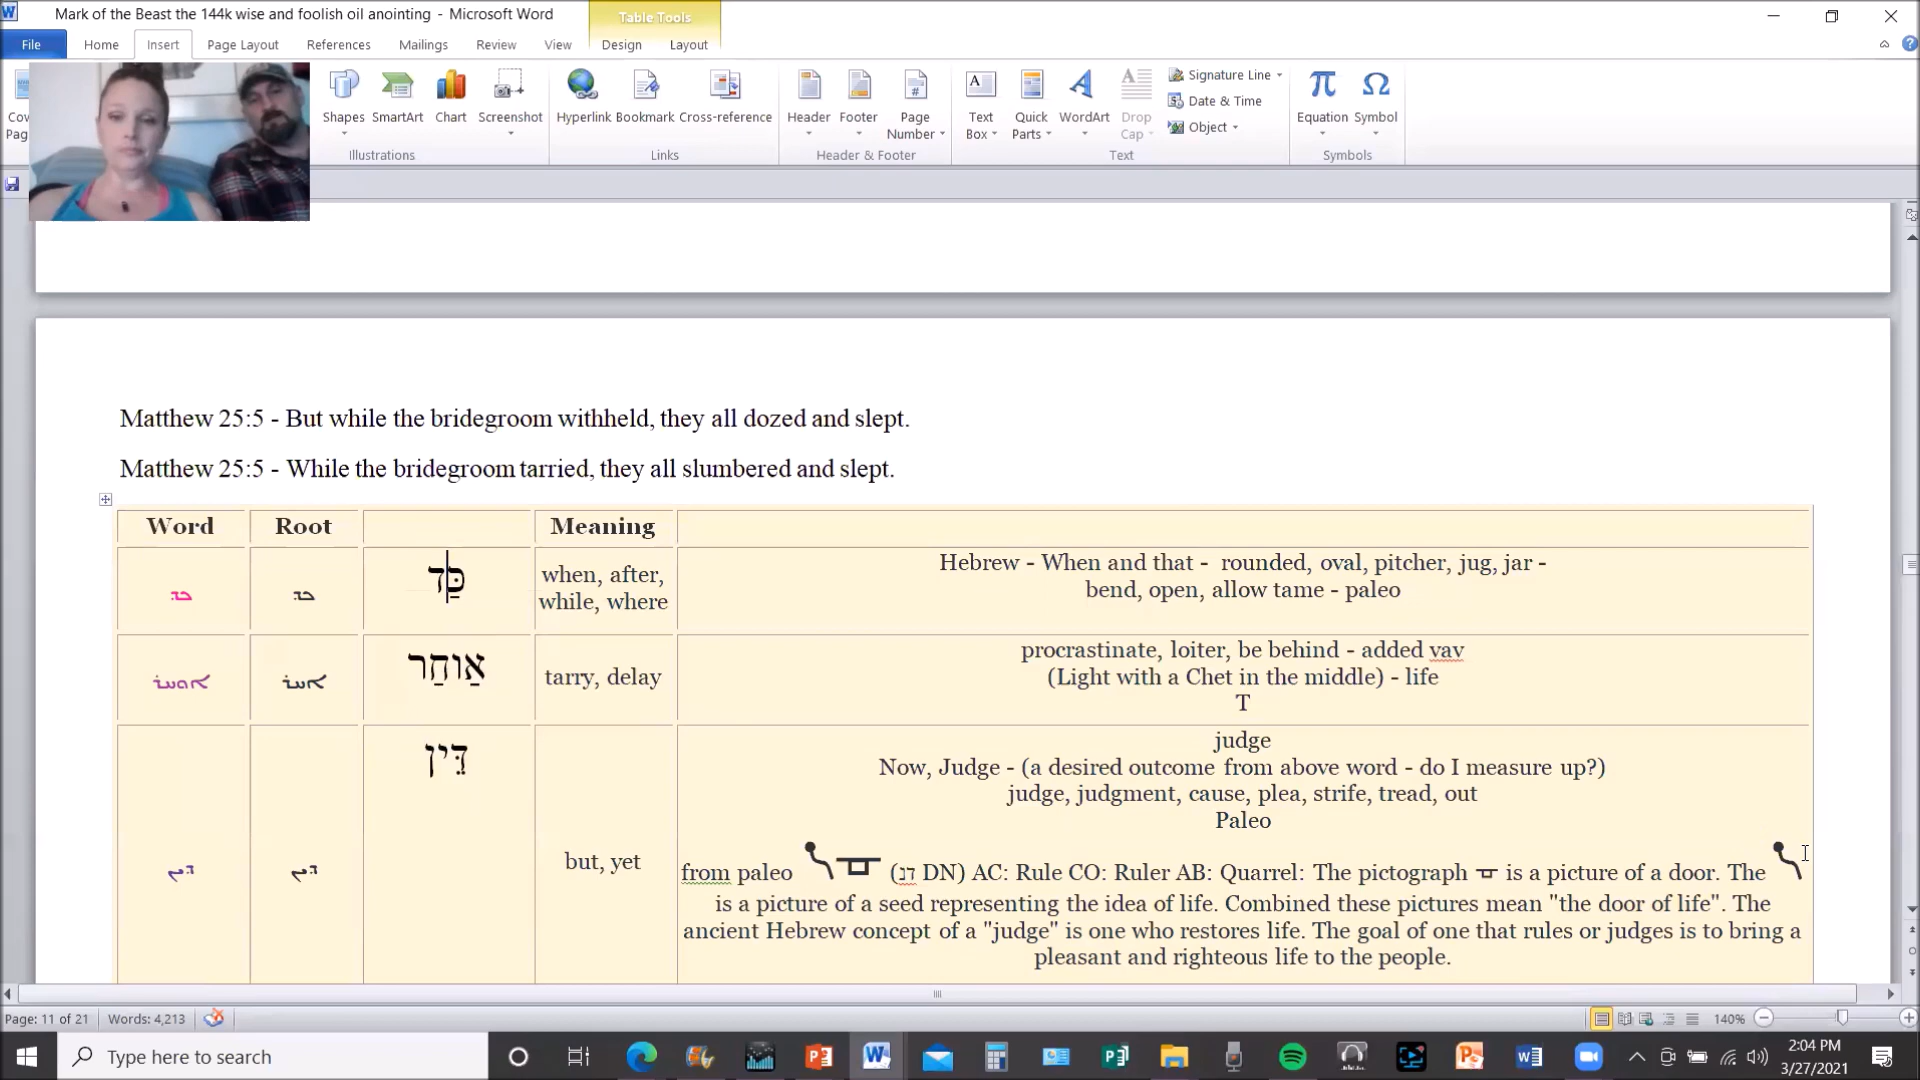 Mark of the Beast the 144k wise and foolish oil anointing - Microsoft Word
Table Tools
File Home Insert Page Layout References Mailings Review View Design Layout
Shapes SmartArt Chart Screenshot Hyperlink Bookmark Cross-reference Header Footer Page Number Text Box Quick Parts WordArt Drop Cap Signature Line Date & Time Object Equation Symbol
Illustrations Links Header & Footer Text Symbols
Matthew 25:5 - But while the bridegroom withheld, they all dozed and slept.
Matthew 25:5 - While the bridegroom tarried, they all slumbered and slept.
Word Root Meaning
ܟܕ ܟܕ כַּד when, after,
while, where
Hebrew - When and that - rounded, oval, pitcher, jug, jar -
bend, open, allow tame - paleo
ܐܘܚܪ ܐܚܪ אַוחַר tarry, delay
procrastinate, loiter, be behind - added vav
(Light with a Chet in the middle) - life
T
ܕܝܢ ܕܝܢ דֵּין but, yet
judge
Now, Judge - (a desired outcome from above word - do I measure up?)
judge, judgment, cause, plea, strife, tread, out
Paleo
from paleo (דנ DN) AC: Rule CO: Ruler AB: Quarrel: The pictograph is a picture of a door. The
is a picture of a seed representing the idea of life. Combined these pictures mean "the door of life". The
ancient Hebrew concept of a "judge" is one who restores life. The goal of one that rules or judges is to bring a
pleasant and righteous life to the people.
Page: 11 of 21 Words: 4,213 140%
Type here to search 2:04 PM
3/27/2021